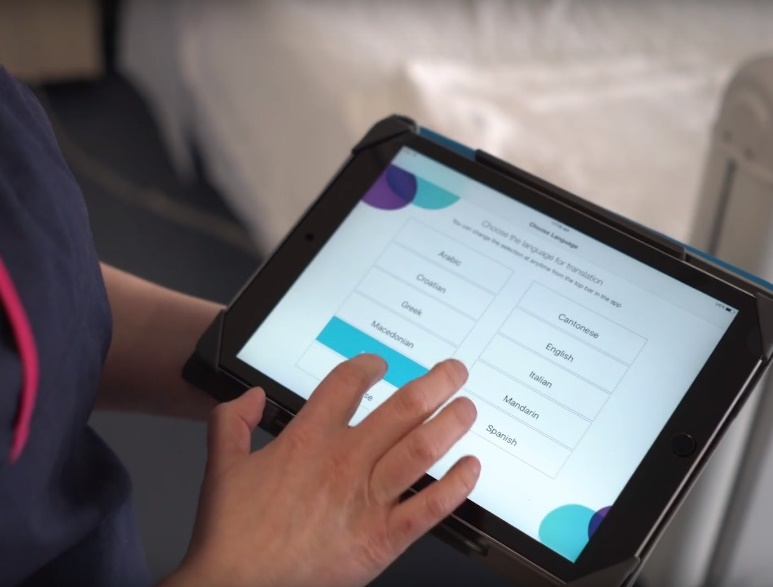 Choose Language
Choose the language for translation
You can change the selection at anytime from the top bar in the app
Arabic
Cantonese
Croatian
English
Greek
Italian
Macedonian
Mandarin
Spanish
se